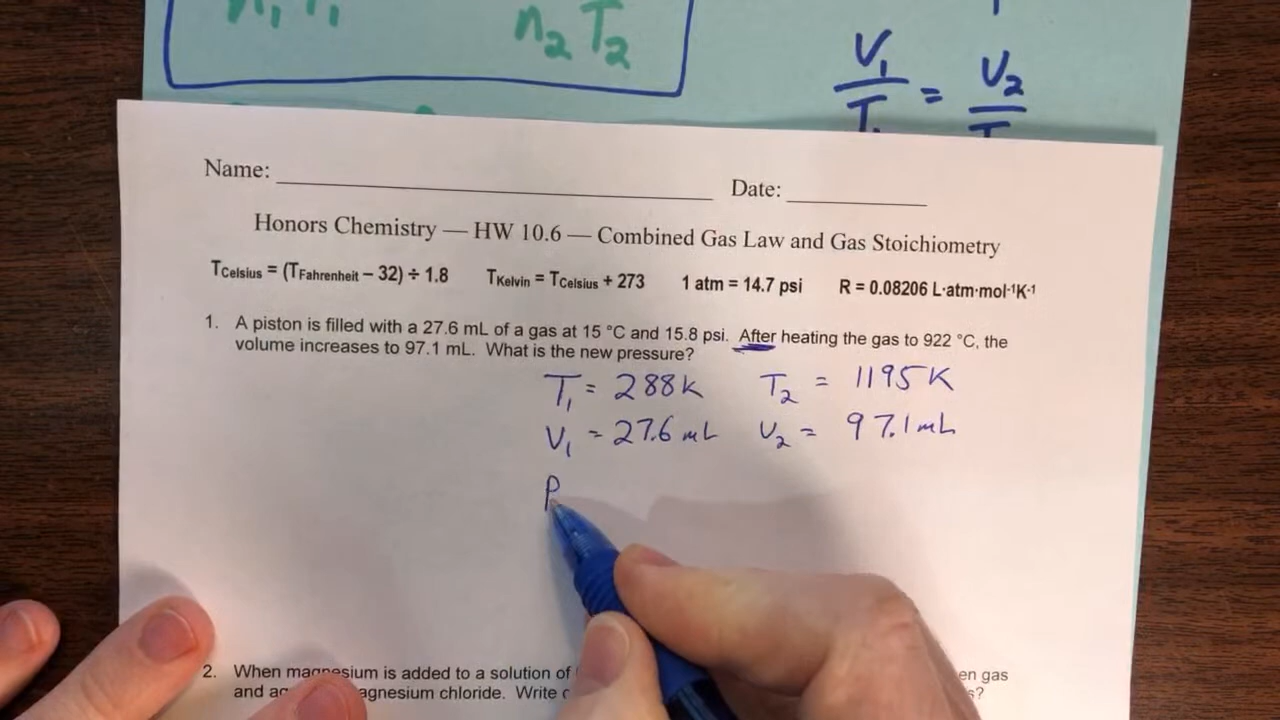 n₂ T₂
V₁ = V₂
T
Name: Date:
Honors Chemistry — HW 10.6 — Combined Gas Law and Gas Stoichiometry
TCelsius = (TFahrenheit – 32) ÷ 1.8 TKelvin = TCelsius + 273 1 atm = 14.7 psi R = 0.08206 L·atm·mol-1K-1
1. A piston is filled with a 27.6 mL of a gas at 15 °C and 15.8 psi. After heating the gas to 922 °C, the
volume increases to 97.1 mL. What is the new pressure?
T₁ = 288K T₂ = 1195K
V₁ = 27.6 mL V₂ = 97.1mL
P
2. When magnesium is added to a solution of en gas
and agnesium chloride. Write s?